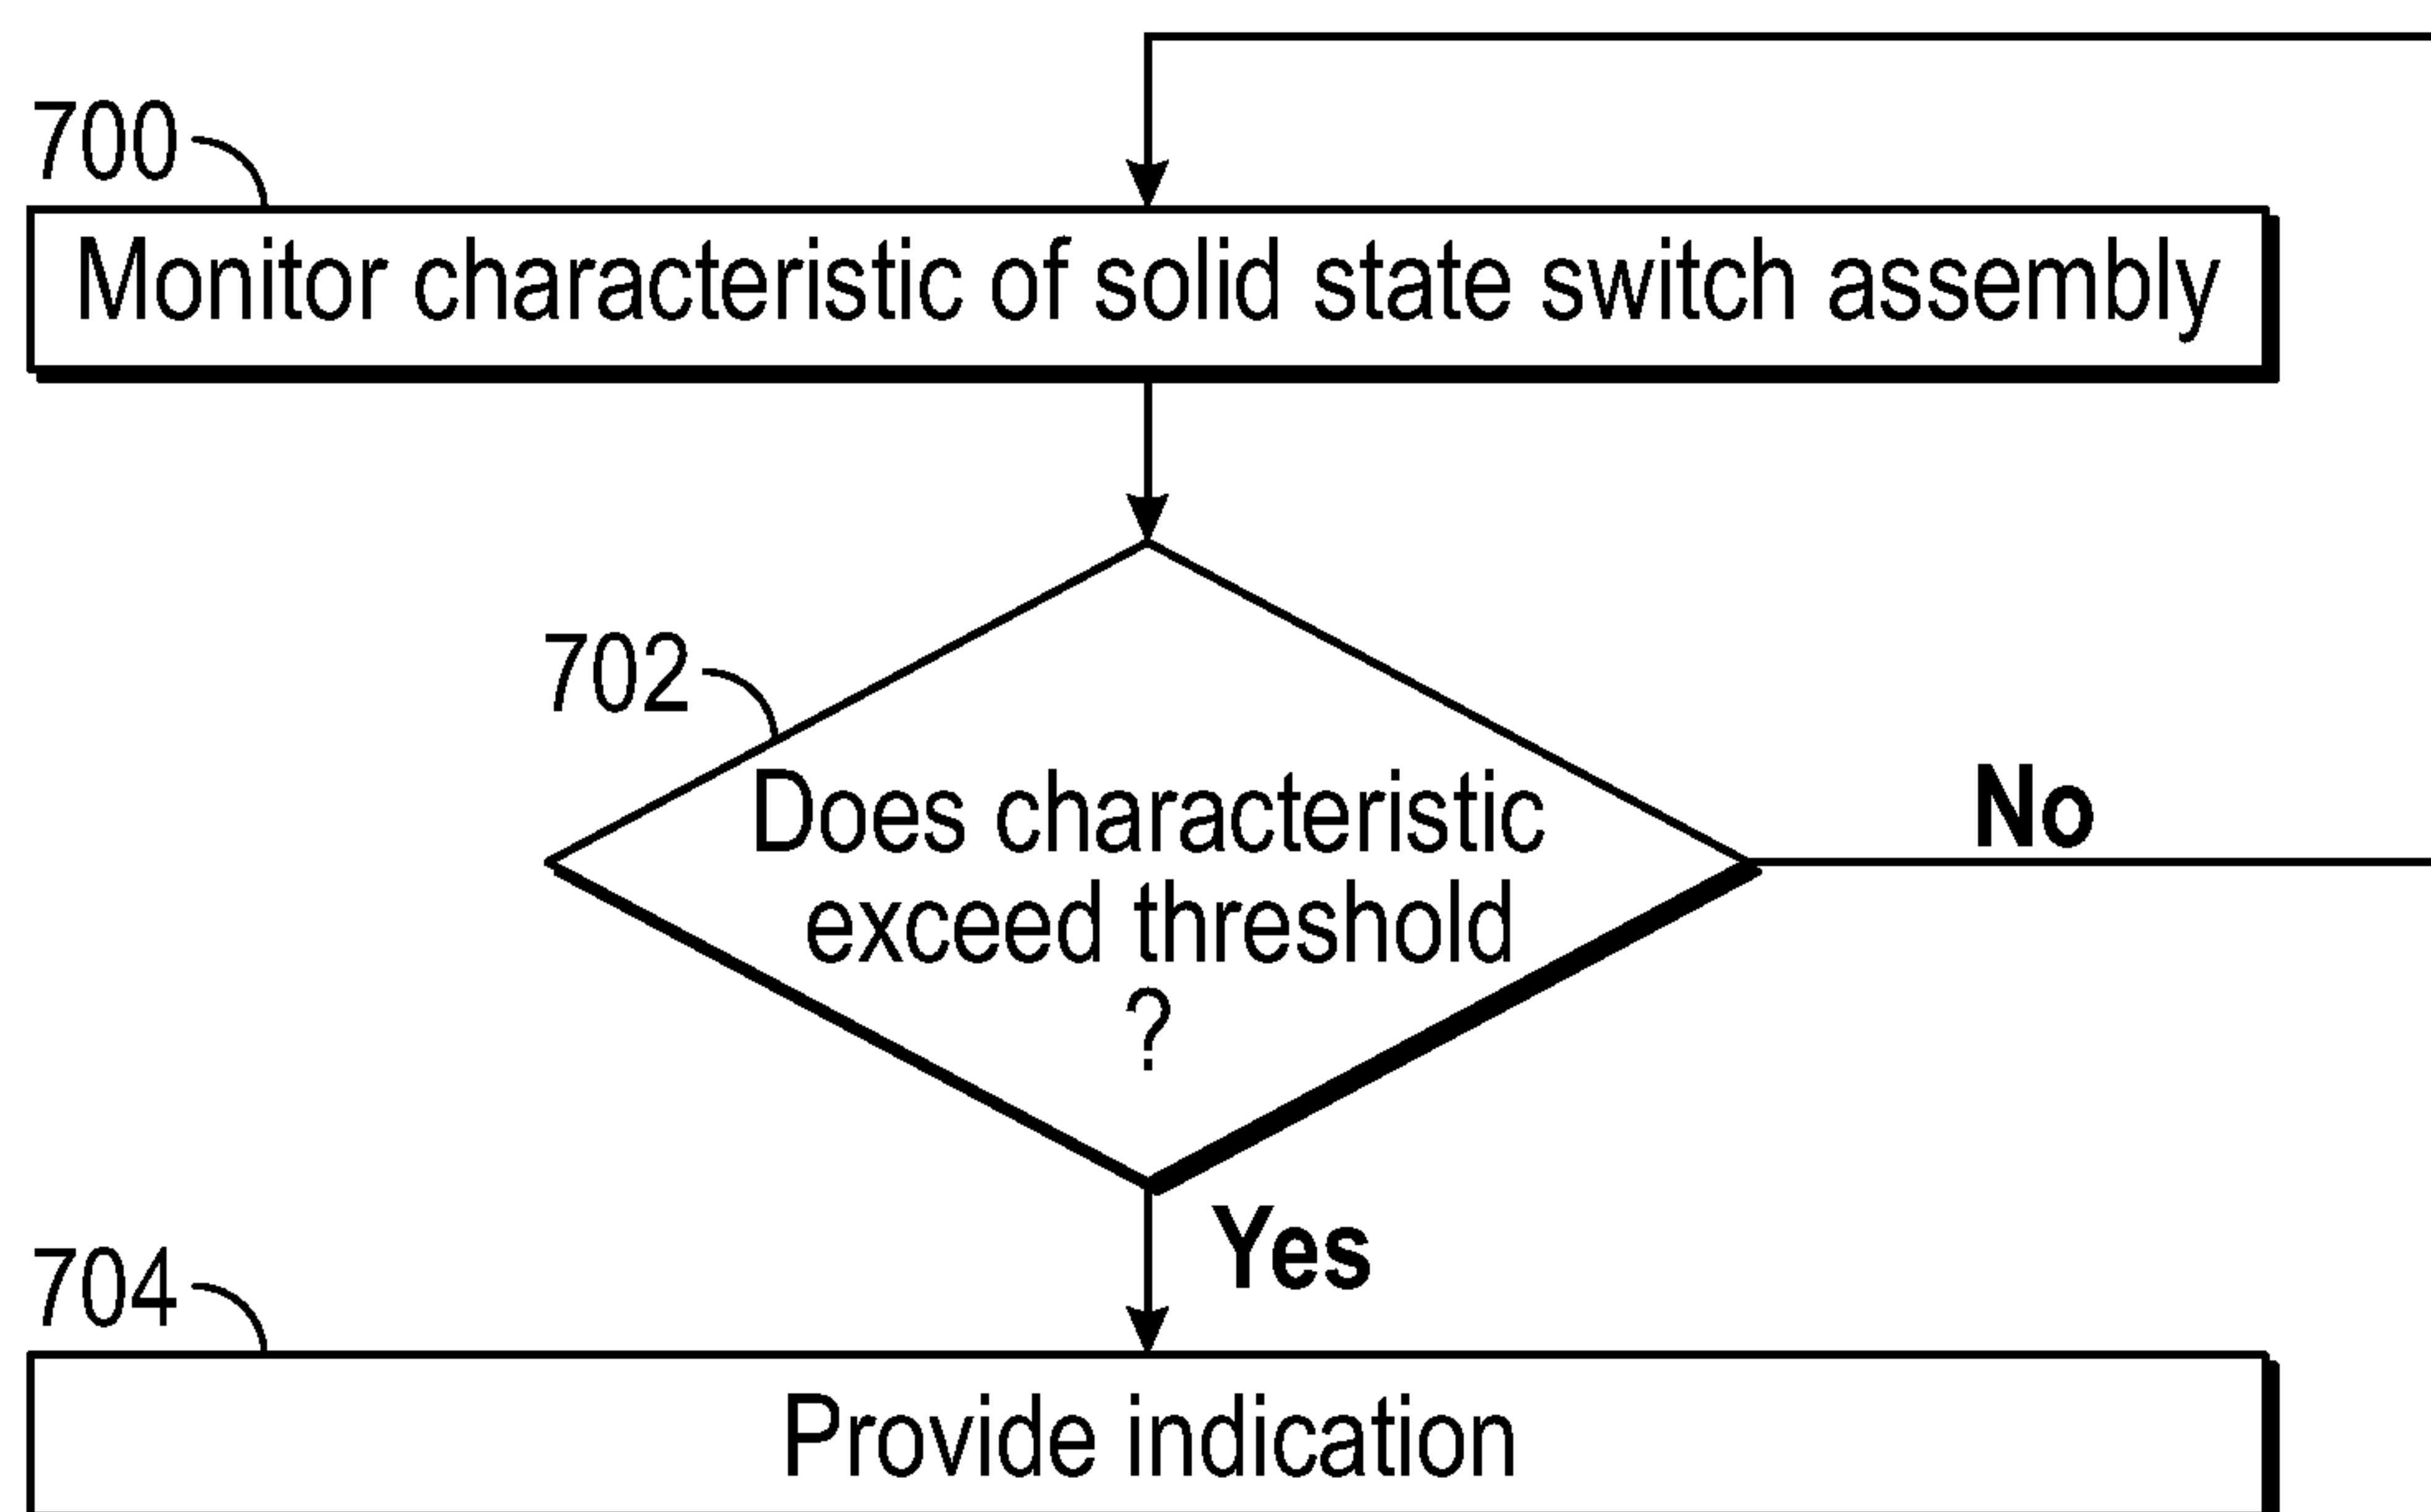 700
Monitor characteristic of solid state switch assembly
702
Does characteristic
exceed threshold
?
No
Yes
704
Provide indication